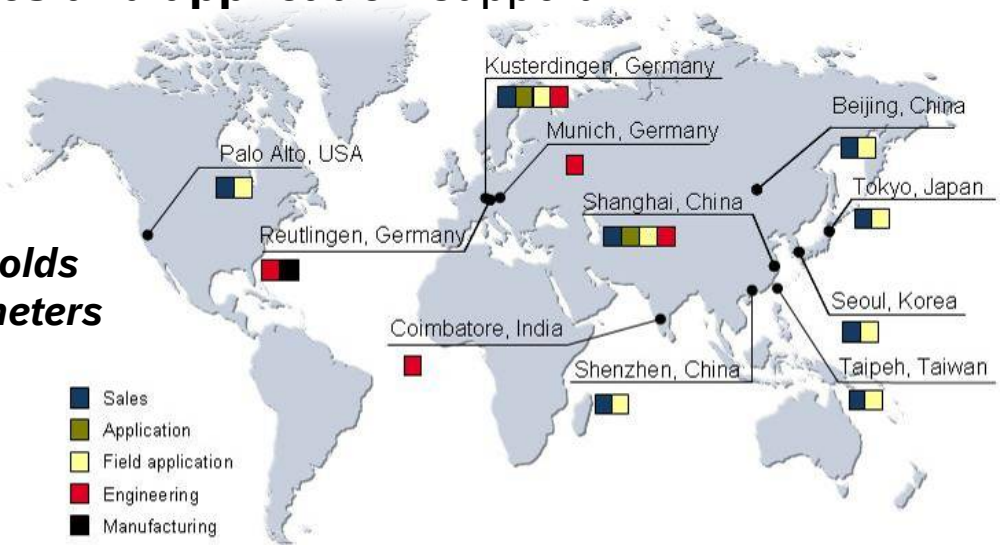 Kusterdingen, Germany
Beijing, China
Munich, Germany
Palo Alto, USA
Tokyo, Japan
Shanghai, China
Reutlingen, Germany
olds
neters
Seoul, Korea
Coimbatore, India
Shenzhen, China
Taipeh, Taiwan
Sales
Application
Field application
Engineering
Manufacturing